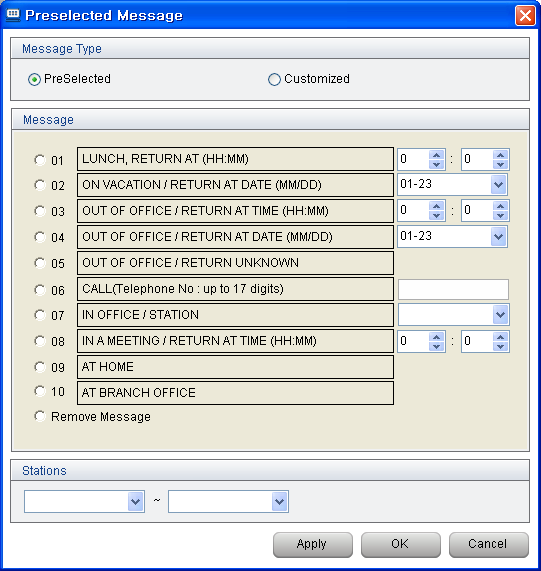 Preselected Message
Message Type
PreSelected Customized
Message
01 LUNCH, RETURN AT (HH:MM) 0 : 0
02 ON VACATION / RETURN AT DATE (MM/DD) 01-23
03 OUT OF OFFICE / RETURN AT TIME (HH:MM) 0 : 0
04 OUT OF OFFICE / RETURN AT DATE (MM/DD) 01-23
05 OUT OF OFFICE / RETURN UNKNOWN
06 CALL(Telephone No : up to 17 digits)
07 IN OFFICE / STATION
08 IN A MEETING / RETURN AT TIME (HH:MM) 0 : 0
09 AT HOME
10 AT BRANCH OFFICE
Remove Message
Stations
~
Apply OK Cancel